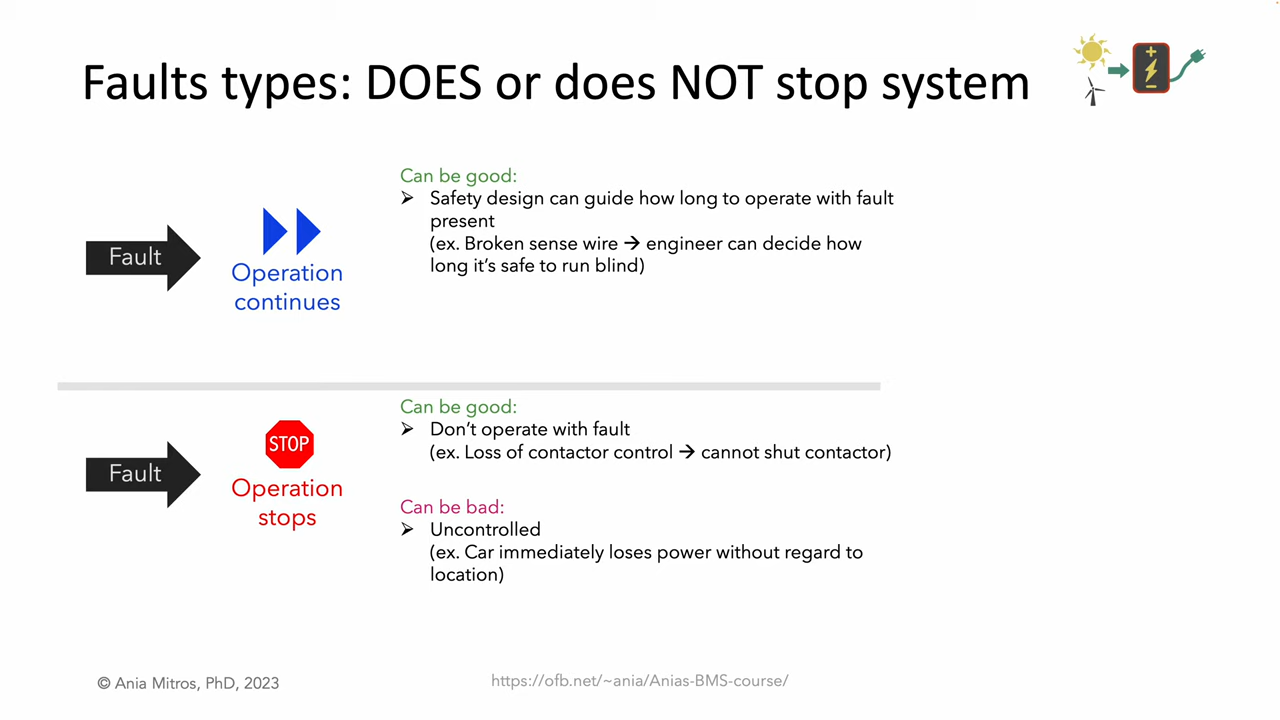 Faults types: DOES or does NOT stop system
Can be good:
➢ Safety design can guide how long to operate with fault
present
(ex. Broken sense wire → engineer can decide how
long it’s safe to run blind)
Fault
Operation
continues
Can be good:
➢ Don’t operate with fault
(ex. Loss of contactor control → cannot shut contactor)
STOP
Fault
Operation
stops
Can be bad:
➢ Uncontrolled
(ex. Car immediately loses power without regard to
location)
© Ania Mitros, PhD, 2023
https://ofb.net/~ania/Anias-BMS-course/